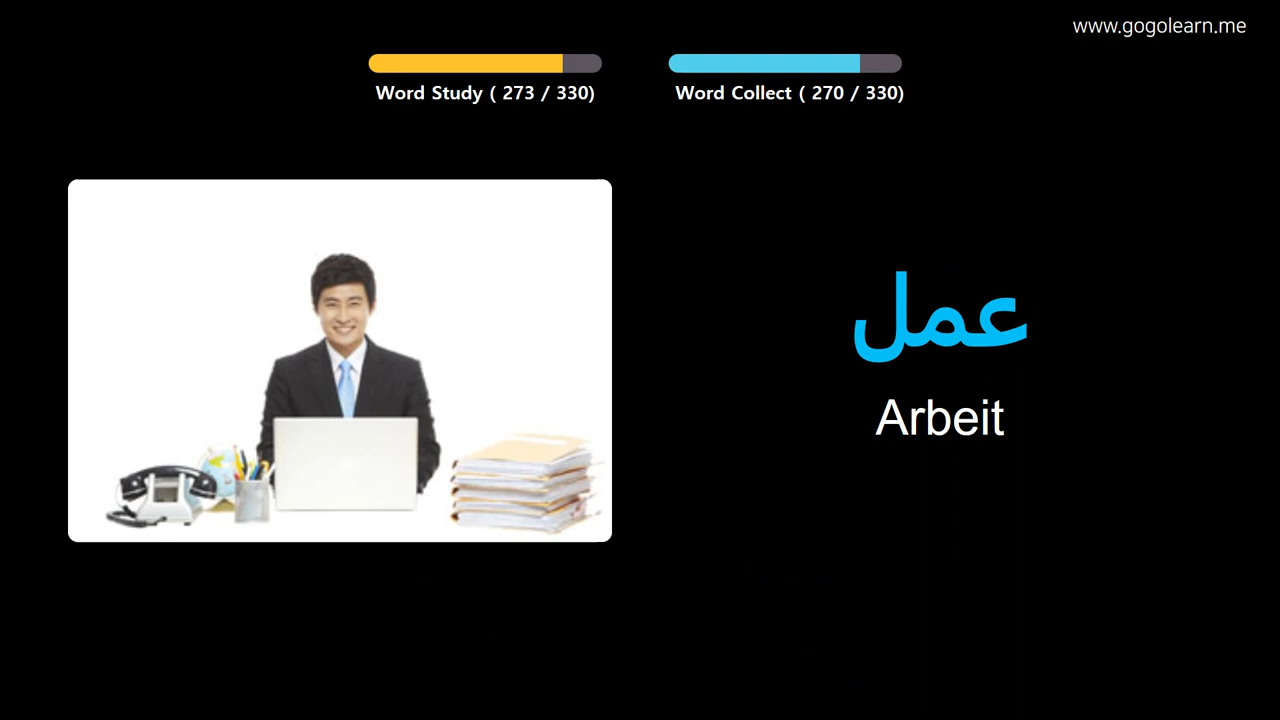 www.gogolearn.me
Word Study ( 273 / 330)
Word Collect ( 270 / 330)
عمل
Arbeit